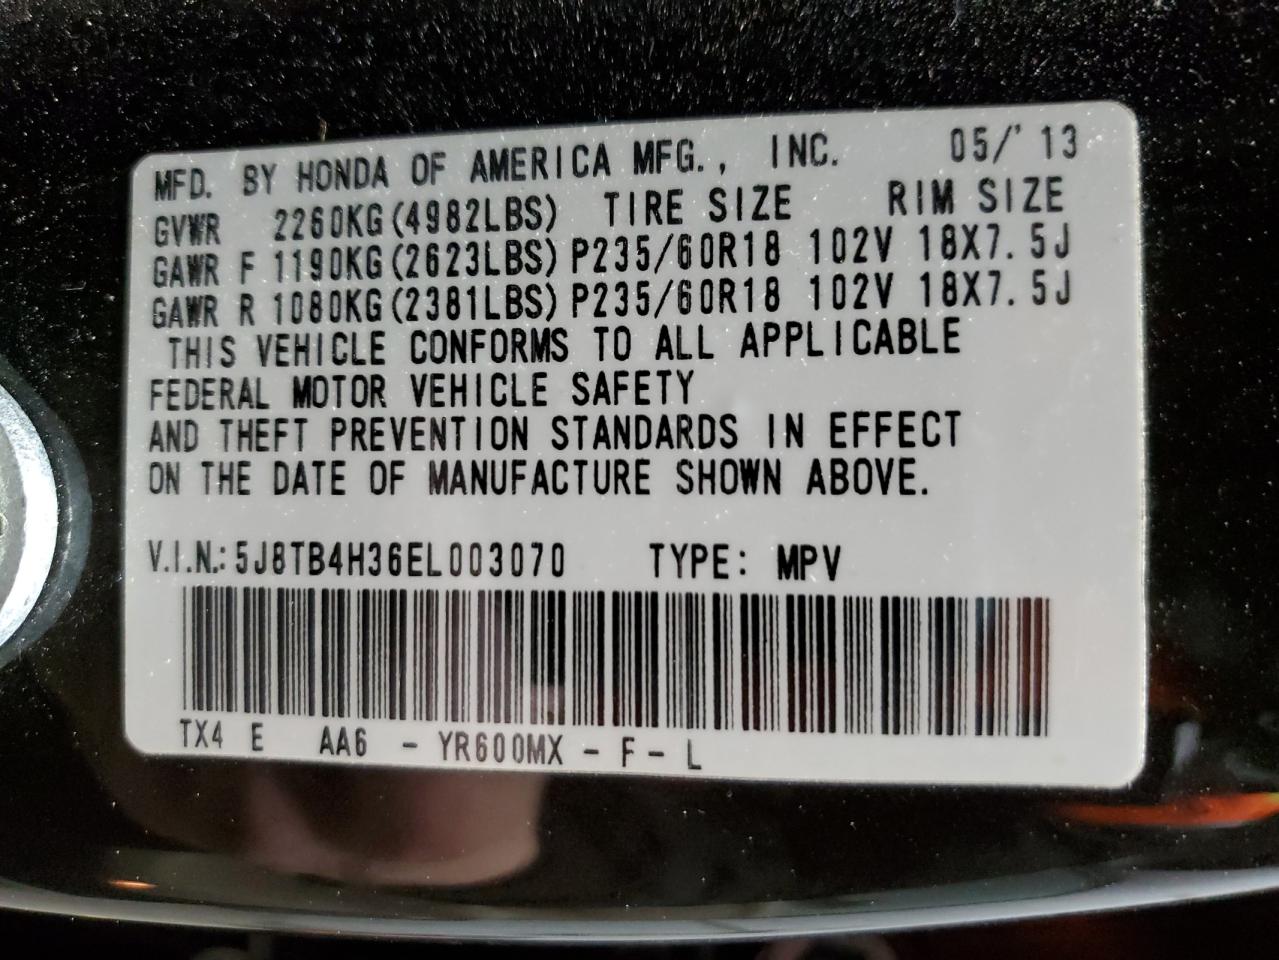 MFD. BY HONDA OF AMERICA MFG., INC. 05/'13
GVWR 2260KG(4982LBS) TIRE SIZE RIM SIZE
GAWR F 1190KG(2623LBS) P235/60R18 102V 18X7.5J
GAWR R 1080KG(2381LBS) P235/60R18 102V 18X7.5J
THIS VEHICLE CONFORMS TO ALL APPLICABLE
FEDERAL MOTOR VEHICLE SAFETY
AND THEFT PREVENTION STANDARDS IN EFFECT
ON THE DATE OF MANUFACTURE SHOWN ABOVE.
V.I.N.: 5J8TB4H36EL003070 TYPE: MPV
TX4 E AA6 - YR600MX - F - L